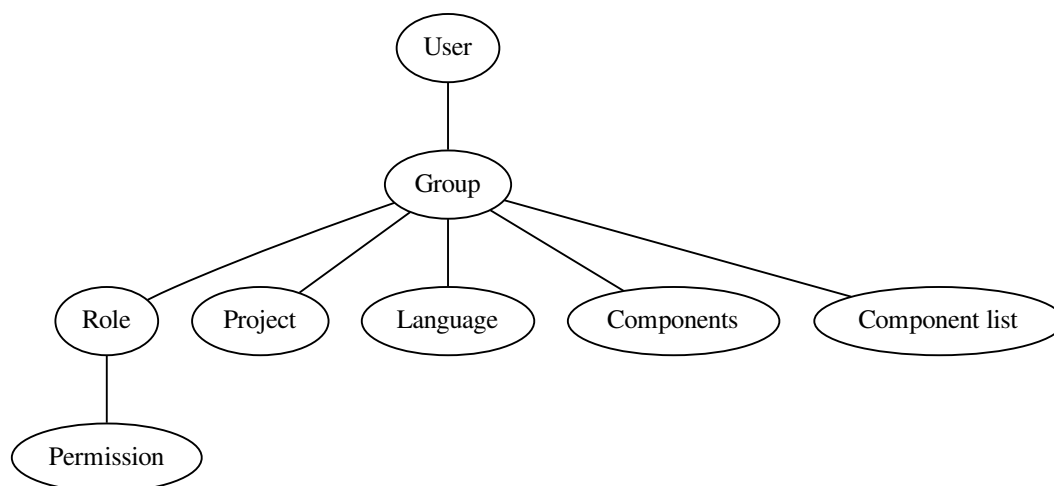 User
Group
Role
Project
Language
Components
Component list
Permission